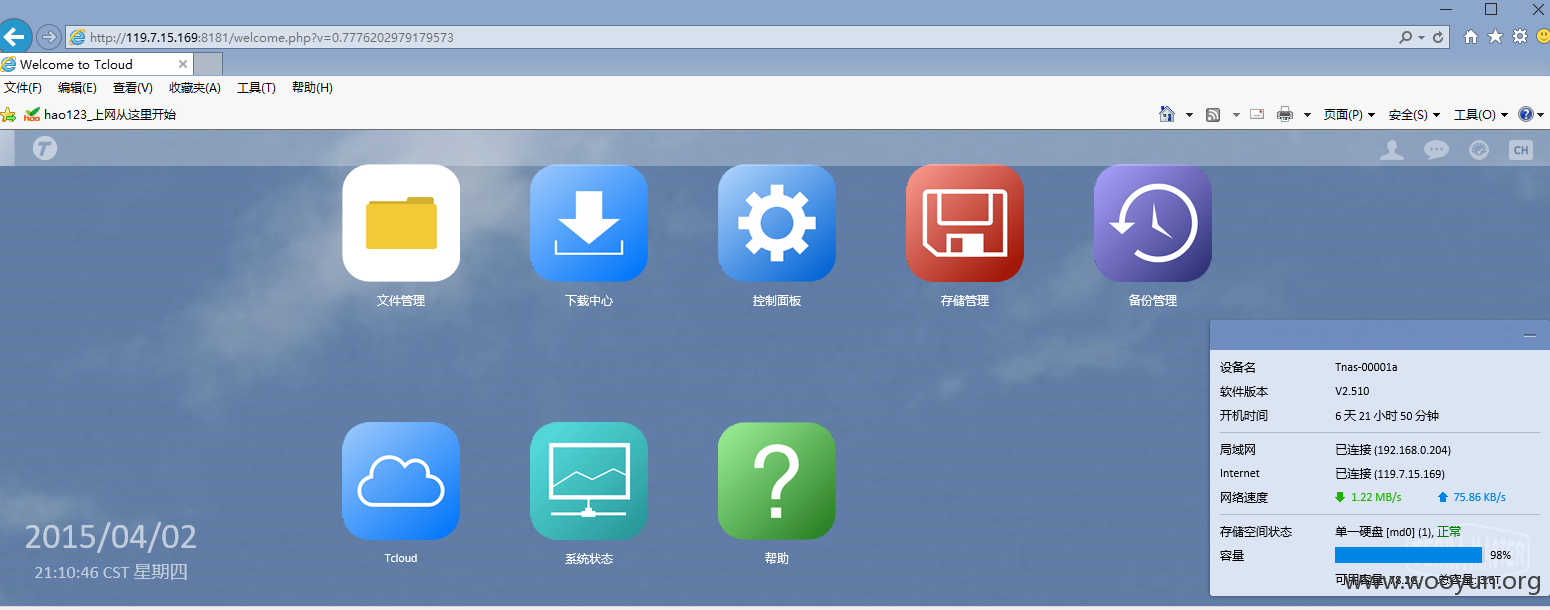 http://119.7.15.169:8181/welcome.php?v=0.7776202979179573
Welcome to Tcloud
文件(F) 编辑(E) 查看(V) 收藏夹(A) 工具(T) 帮助(H)
hao123_上网从这里开始
页面(P) 安全(S) 工具(O)
T
CH
文件管理 下载中心 控制面板 存储管理 备份管理
设备名 Tnas-00001a
软件版本 V2.510
开机时间 6 天 21 小时 50 分钟
局域网 已连接 (192.168.0.204)
Internet 已连接 (119.7.15.169)
网络速度 1.22 MB/s 75.86 KB/s
存储空间状态 单一硬盘 [md0] (1), 正常
容量 98%
可用容量: 总容量:
Tcloud 系统状态 帮助
2015/04/02
21:10:46 CST 星期四
www.wooyun.org